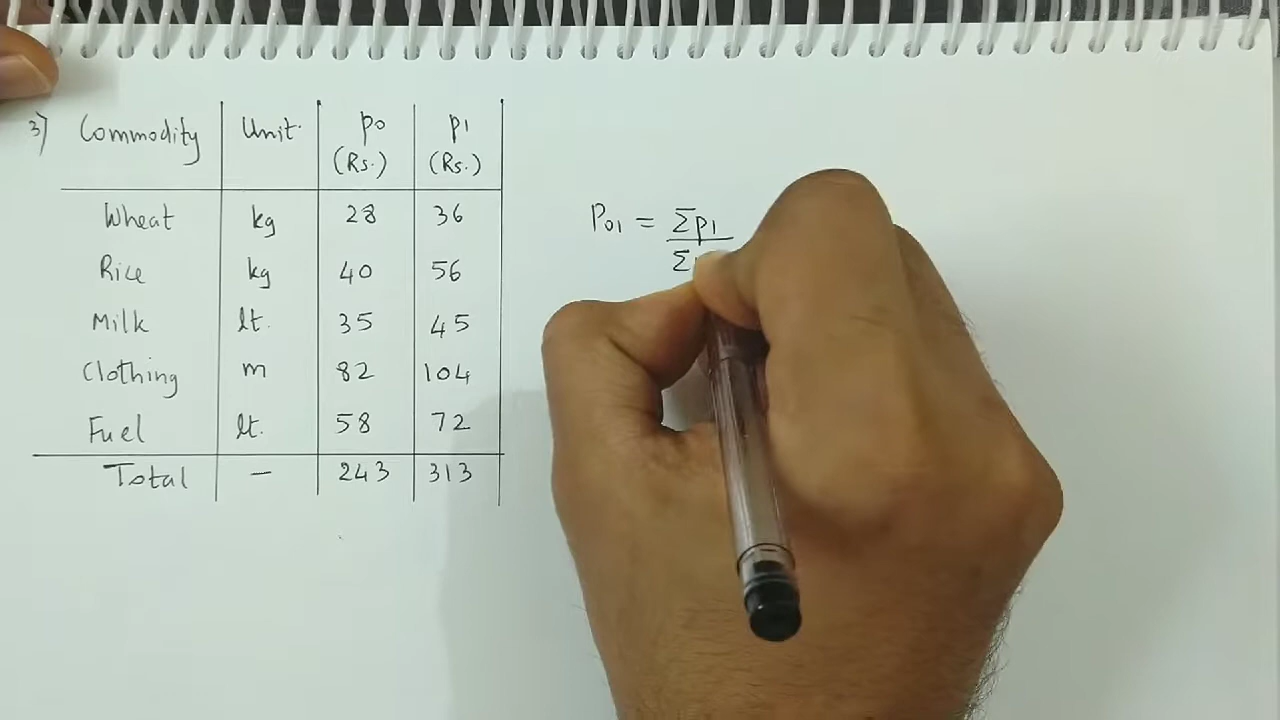 3) Commodity Unit. p0 (Rs.) p1 (Rs.)
Wheat kg 28 36
Rice kg 40 56
Milk lt. 35 45
Clothing m 82 104
Fuel lt. 58 72
Total — 243 313
P01 = Σp1
Σ